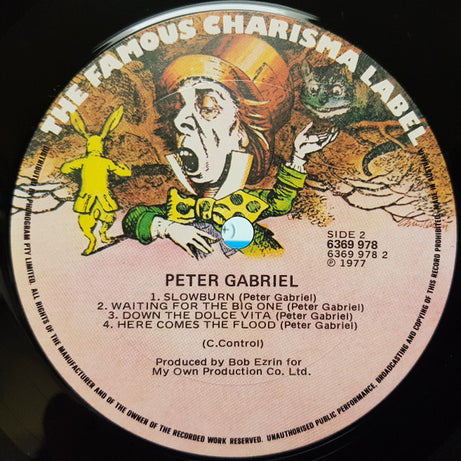 THE FAMOUS CHARISMA LABEL
SIDE 2
6369 978
6369 978 2
℗ 1977
PETER GABRIEL
1. SLOWBURN (Peter Gabriel)
2. WAITING FOR THE BIG ONE (Peter Gabriel)
3. DOWN THE DOLCE VITA (Peter Gabriel)
4. HERE COMES THE FLOOD (Peter Gabriel)
(C.Control)
Produced by Bob Ezrin for
My Own Production Co. Ltd.
PTY LIMITED. ALL RIGHTS OF THE MANUFACTURER AND OF THE OWNER OF THE RECORDED WORK RESERVED. UNAUTHORISED PUBLIC PERFORMANCE, BROADCASTING AND COPYING OF THIS RECORD PROHIBITED.